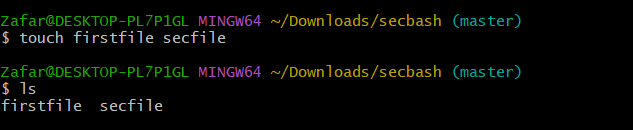 Zafar@DESKTOP-PL7P1GL MINGW64 ~/Downloads/secbash (master)
$ touch firstfile secfile
Zafar@DESKTOP-PL7P1GL MINGW64 ~/Downloads/secbash (master)
$ ls
firstfile  secfile